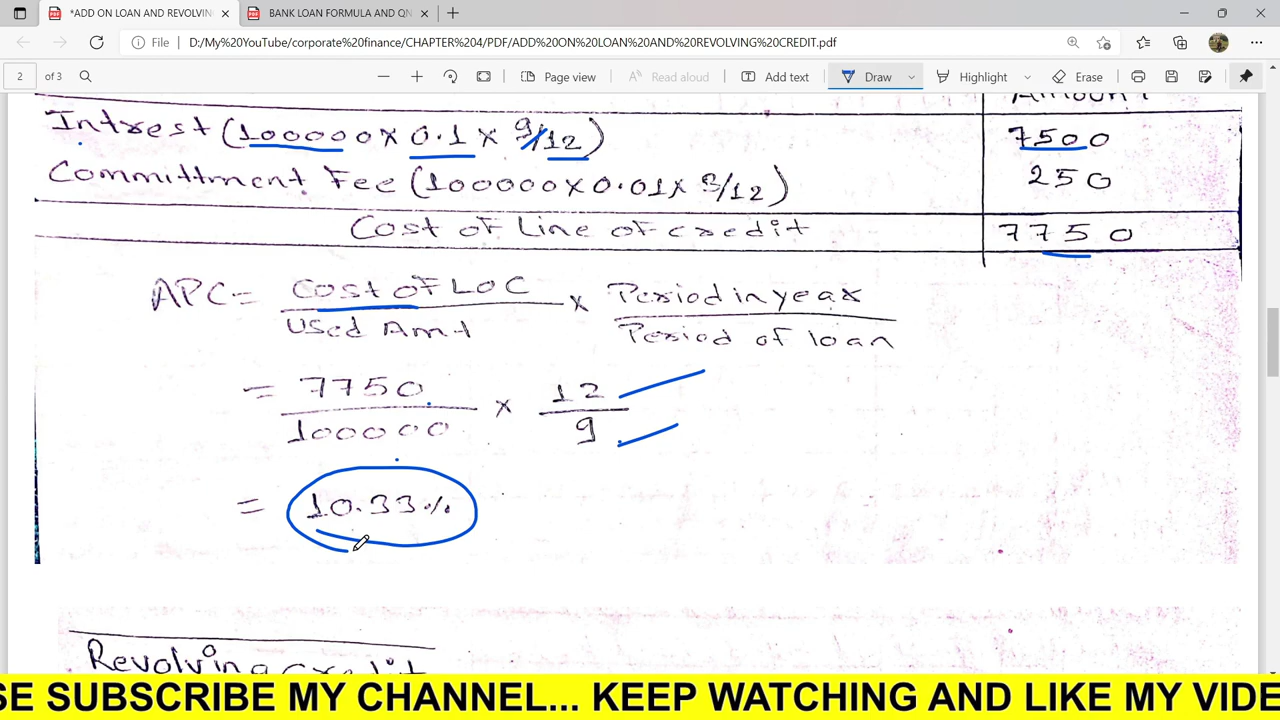 *ADD ON LOAN AND REVOLVIN
BANK LOAN FORMULA AND QN
File
D:/My%20YouTube/corporate%20finance/CHAPTER%204/PDF/ADD%20ON%20LOAN%20AND%20REVOLVING%20CREDIT.pdf
2 of 3
Page view
Read aloud
Add text
Draw
Highlight
Erase
Amount
Intrest (100000 x 0.1 x 9/12) 7500
Committment Fee (100000 x 0.01 x 3/12) 250
Cost of Line of credit 7750
APC = Cost of LOC x Period in year
Used Amt Period of loan
= 7750 x 12
100000 9
= 10.33%
Revolving credit
SE SUBSCRIBE MY CHANNEL... KEEP WATCHING AND LIKE MY VIDE